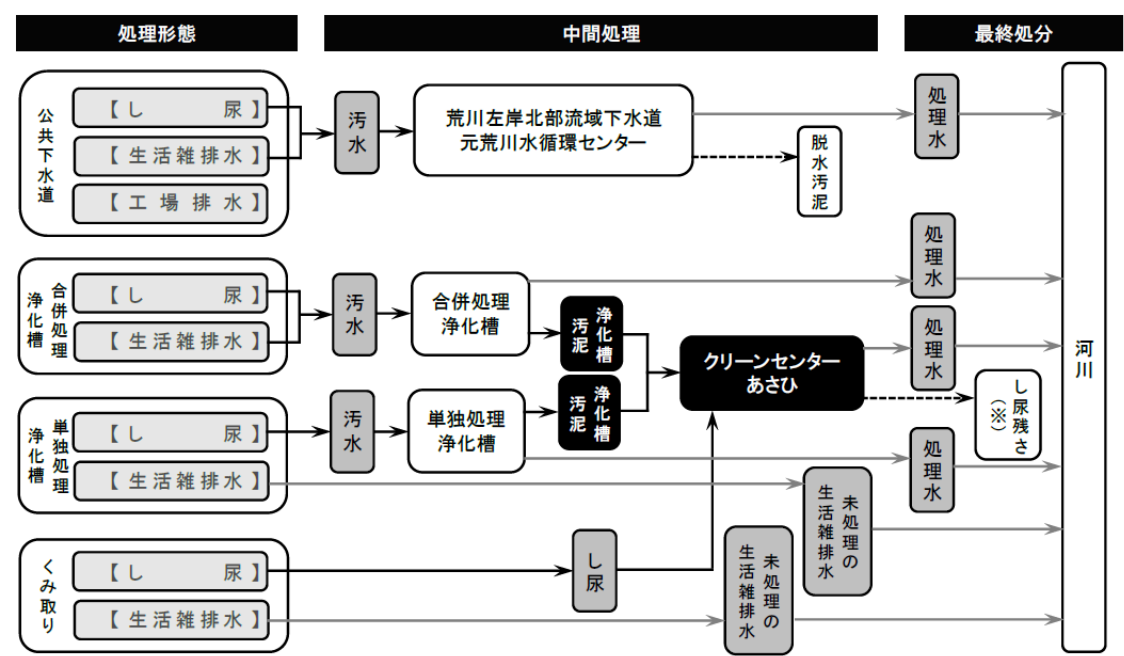 処理形態
中間処理
最終処分
公共下水道
【し　　　尿】
【生活雑排水】
【工場排水】
汚水
荒川左岸北部流域下水道
元荒川水循環センター
処理水
脱水汚泥
合併処理
浄化槽
【し　　　尿】
【生活雑排水】
汚水
合併処理
浄化槽
処理水
浄化槽
汚泥
クリーンセンター
あさひ
処理水
し尿残さ
（※）
河川
単独処理
浄化槽
【し　　　尿】
【生活雑排水】
汚水
単独処理
浄化槽
浄化槽
汚泥
処理水
未処理の
生活雑排水
くみ取り
【し　　　尿】
【生活雑排水】
し尿
未処理の
生活雑排水